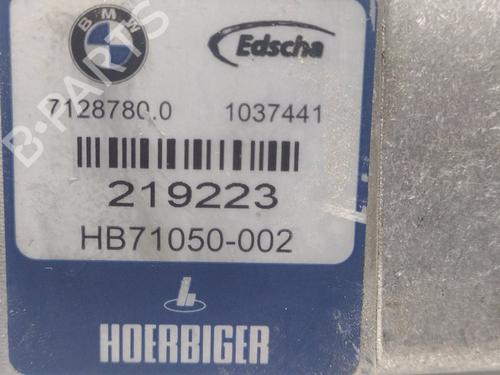 BMW
Edscha
7128780.0 1037441
219223
HB71050-002
HOERBIGER
B-PARTS